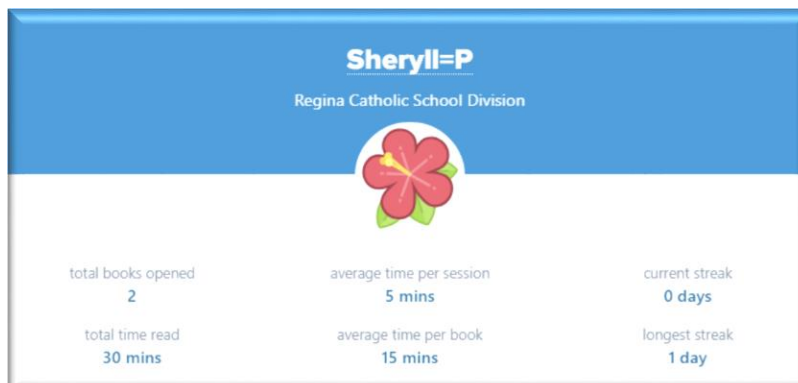 Sheryll=P
Regina Catholic School Division
total books opened
2
average time per session
5 mins
current streak
0 days
total time read
30 mins
average time per book
15 mins
longest streak
1 day